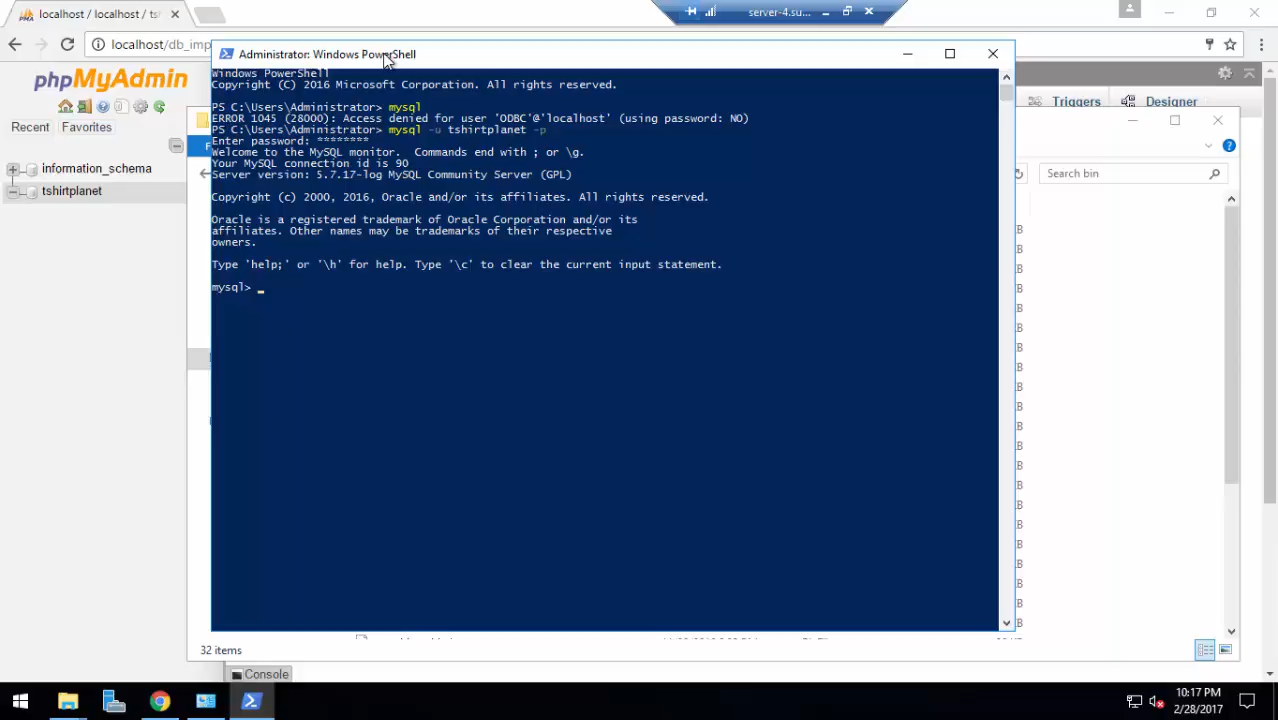 localhost / localhost / ts
server-4.su...
localhost/db_imp
phpMyAdmin
Recent
Favorites
information_schema
tshirtplanet
Triggers
Designer
F
Search bin
Administrator: Windows PowerShell
Windows PowerShell
Copyright (C) 2016 Microsoft Corporation. All rights reserved.
PS C:\Users\Administrator> mysql
ERROR 1045 (28000): Access denied for user 'ODBC'@'localhost' (using password: NO)
PS C:\Users\Administrator> mysql -u tshirtplanet -p
Enter password: ********
Welcome to the MySQL monitor.  Commands end with ; or \g.
Your MySQL connection id is 90
Server version: 5.7.17-log MySQL Community Server (GPL)
Copyright (c) 2000, 2016, Oracle and/or its affiliates. All rights reserved.
Oracle is a registered trademark of Oracle Corporation and/or its
affiliates. Other names may be trademarks of their respective
owners.
Type 'help;' or '\h' for help. Type '\c' to clear the current input statement.
mysql> _
32 items
Console
10:17 PM
2/28/2017